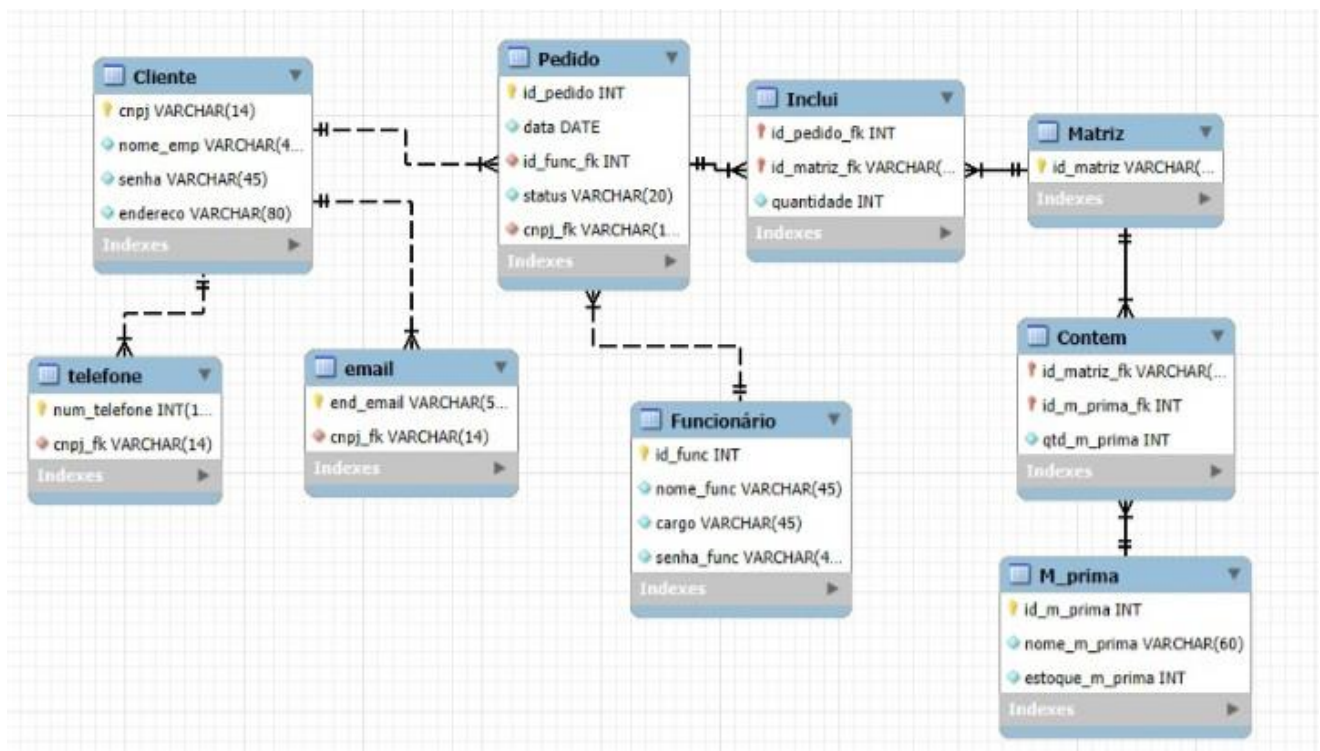 Cliente
cnpj VARCHAR(14)
nome_emp VARCHAR(4...
senha VARCHAR(45)
endereco VARCHAR(80)
Indexes
Pedido
id_pedido INT
data DATE
id_func_fk INT
status VARCHAR(20)
cnpj_fk VARCHAR(1...
Indexes
Inclui
id_pedido_fk INT
id_matriz_fk VARCHAR(...
quantidade INT
Indexes
Matriz
id_matriz VARCHAR(...
Indexes
telefone
num_telefone INT(1...
cnpj_fk VARCHAR(14)
Indexes
email
end_email VARCHAR(5...
cnpj_fk VARCHAR(14)
Indexes
Funcionário
id_func INT
nome_func VARCHAR(45)
cargo VARCHAR(45)
senha_func VARCHAR(4...
Indexes
Contem
id_matriz_fk VARCHAR(...
id_m_prima_fk INT
qtd_m_prima INT
Indexes
M_prima
id_m_prima INT
nome_m_prima VARCHAR(60)
estoque_m_prima INT
Indexes